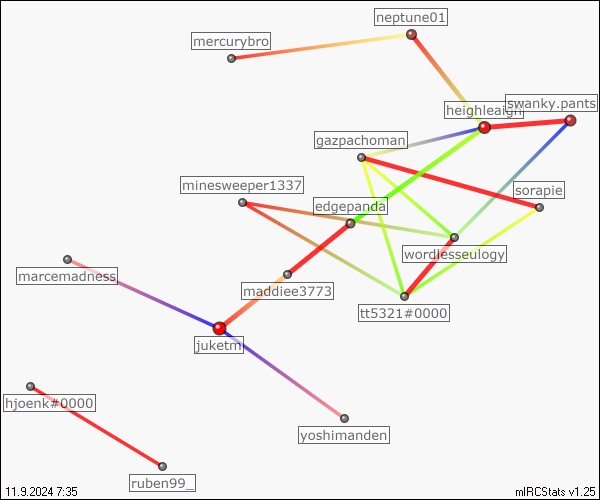 neptune01
mercurybro
swanky.pants
heighleaigh
gazpachoman
minesweeper1337
sorapie
edgepanda
wordlesseulogy
marcemadness
maddiee3773
tt5321#0000
juketm
hjoenk#0000
yoshimanden
ruben99_
11.9.2024 7:35
mIRCStats v1.25